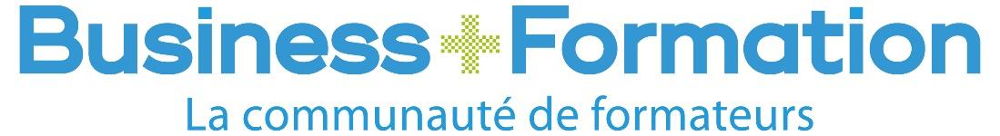 Business+Formation
La communauté de formateurs